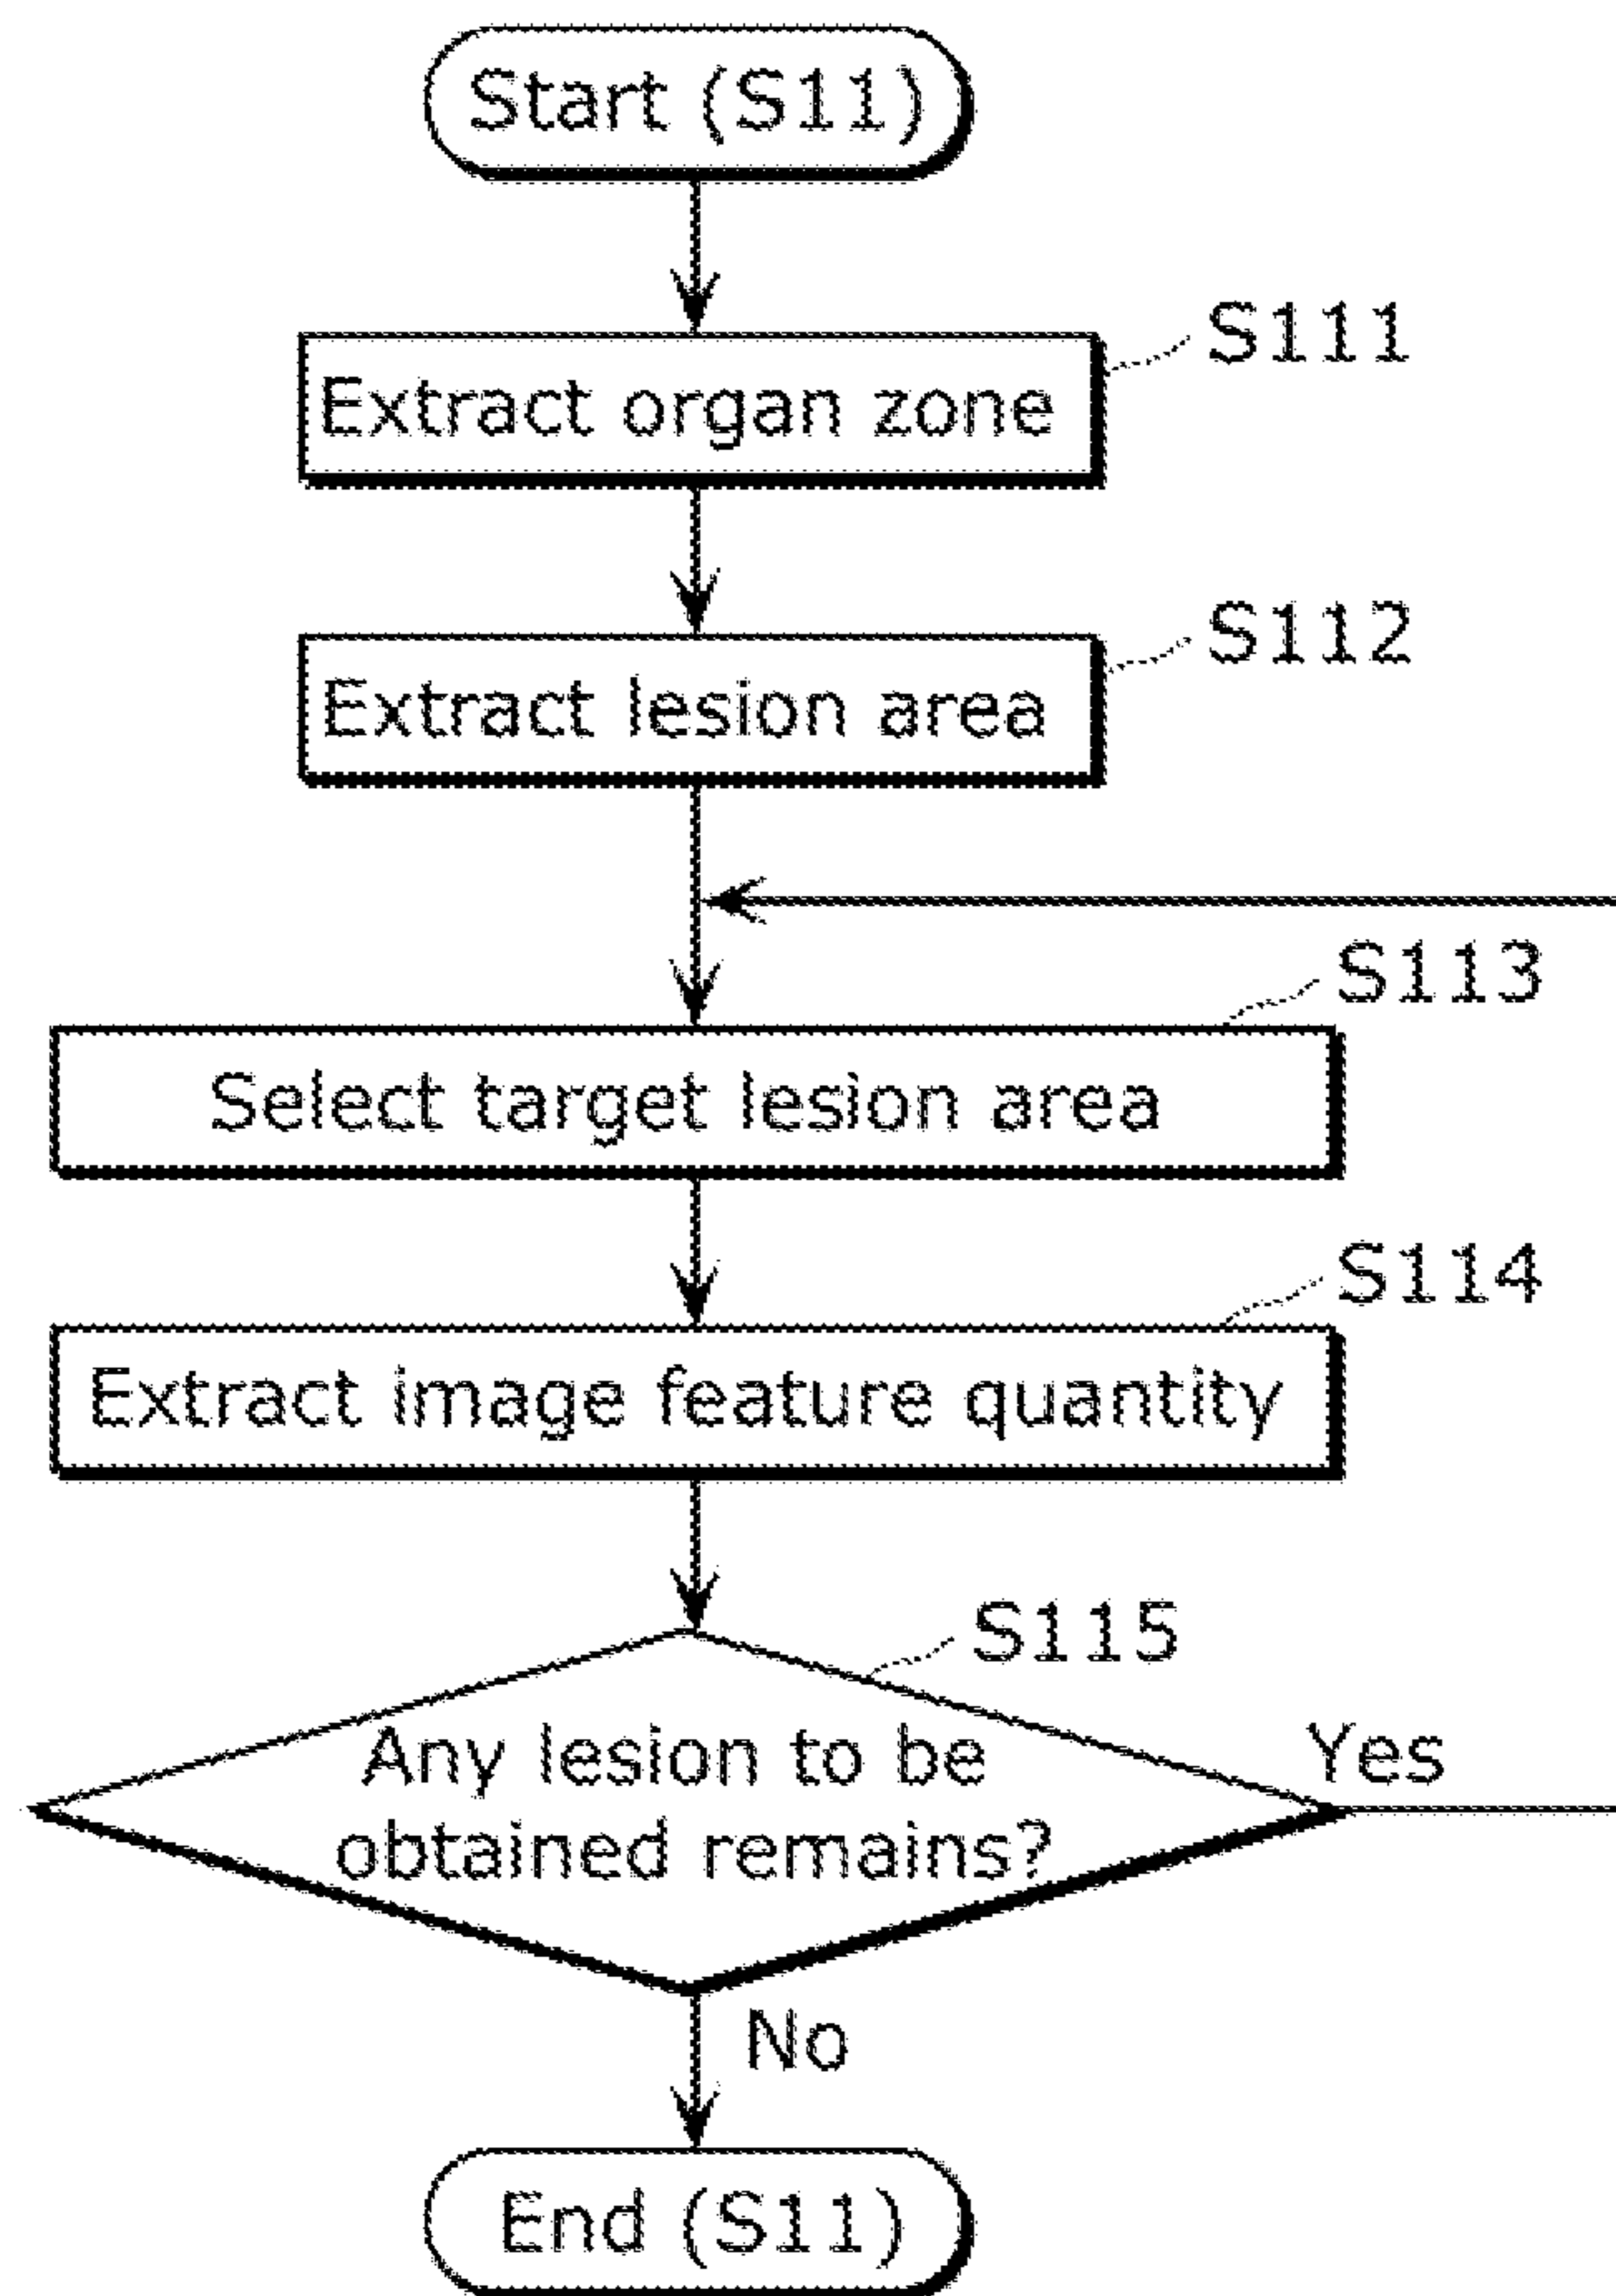 Start (S11)
S111
Extract organ zone
S112
Extract lesion area
S113
Select target lesion area
S114
Extract image feature quantity
S115
Any lesion to be
obtained remains?
Yes
No
End (S11)